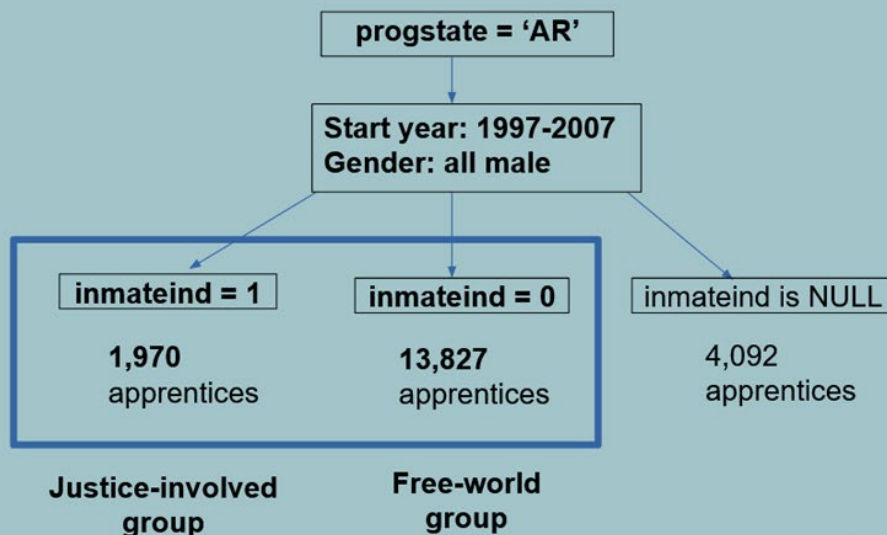 progstate = ‘AR’
Start year: 1997-2007
Gender: all male
inmateind = 1
inmateind = 0
inmateind is NULL
1,970
apprentices
13,827
apprentices
4,092
apprentices
Justice-involved
group
Free-world
group